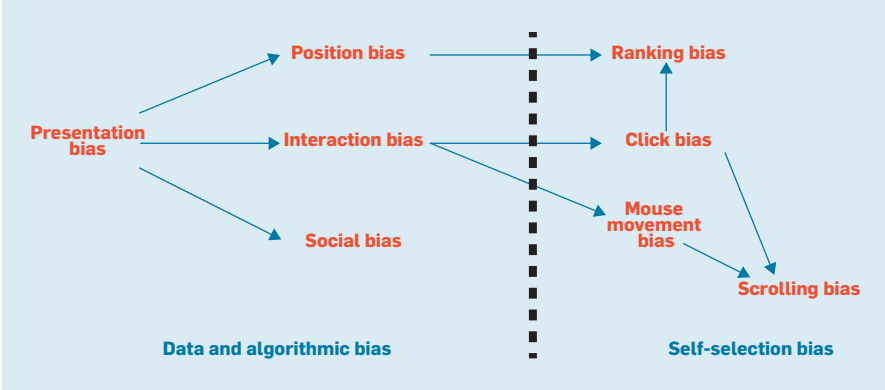 Position bias
Ranking bias
Presentation
bias
Interaction bias
Click bias
Mouse
movement
bias
Social bias
Scrolling bias
Data and algorithmic bias
Self-selection bias